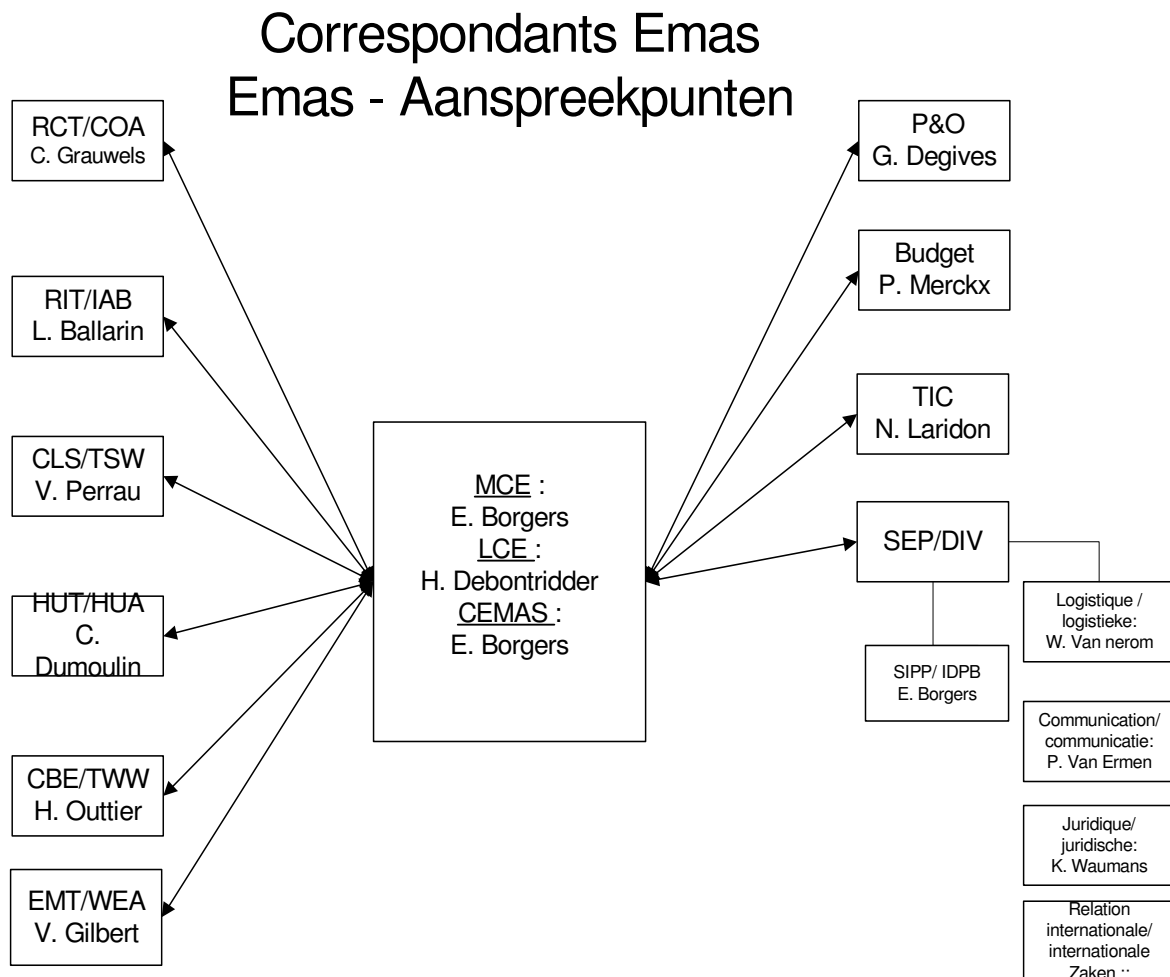 Correspondants Emas
Emas - Aanspreekpunten
RCT/COA
C. Grauwels
RIT/IAB
L. Ballarin
CLS/TSW
V. Perrau
HUT/HUA
C.
Dumoulin
CBE/TWW
H. Outtier
EMT/WEA
V. Gilbert
MCE :
E. Borgers
LCE :
H. Debontridder
CEMAS :
E. Borgers
P&O
G. Degives
Budget
P. Merckx
TIC
N. Laridon
SEP/DIV
SIPP/ IDPB
E. Borgers
Logistique /
logistieke:
W. Van nerom
Communication/
communicatie:
P. Van Ermen
Juridique/
juridische:
K. Waumans
Relation
internationale/
internationale
Zaken ::